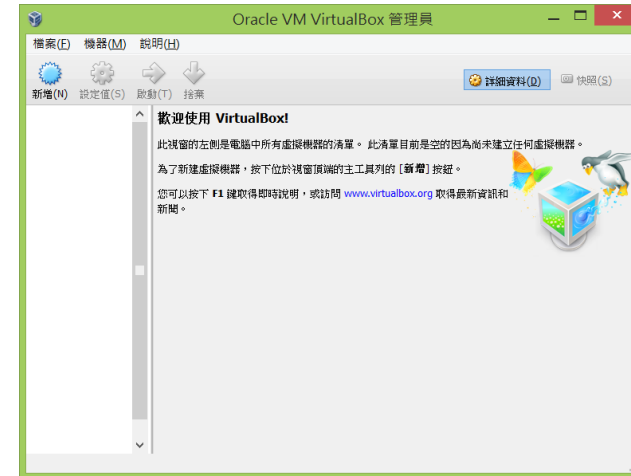 Oracle VM VirtualBox 管理員
檔案(F) 機器(M) 說明(H)
新增(N) 設定值(S) 啟動(T) 捨棄
詳細資料(D) 快照(S)
歡迎使用 VirtualBox!
此視窗的左側是電腦中所有虛擬機器的清單。 此清單目前是空的因為尚未建立任何虛擬機器。
為了新建虛擬機器，按下位於視窗頂端的主工具列的 [新增] 按鈕。
您可以按下 F1 鍵取得即時說明，或訪問 www.virtualbox.org 取得最新資訊和
新聞。